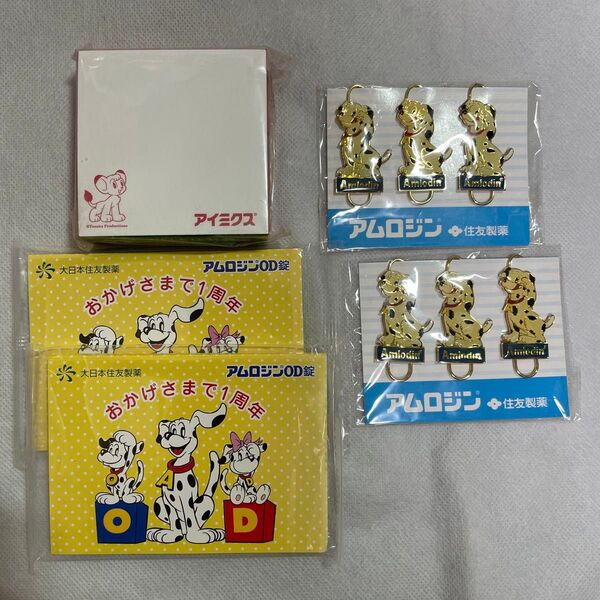 ©Tezuka Productions
アイミクス®
大日本住友製薬
アムロジンOD錠
おかげさまで1周年
大日本住友製薬
アムロジンOD錠
おかげさまで1周年
O A D
O D
Amlodin®
Amlodin®
Amlodin®
アムロジン® 住友製薬
Amlodin®
Amlodin®
Amlodin®
アムロジン® 住友製薬